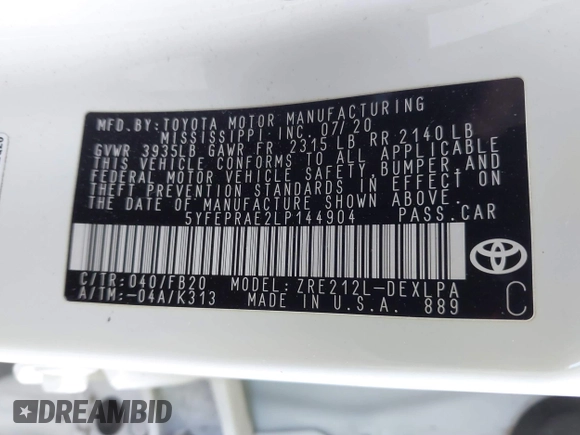 MFD.BY:TOYOTA MOTOR MANUFACTURING
MISSISSIPPI INC. 07/20
GVWR 3935LB GAWR FR 2315 LB RR 2140 LB
THIS VEHICLE CONFORMS TO ALL APPLICABLE
FEDERAL MOTOR VEHICLE SAFETY,BUMPER,AND
THEFT PREVENTION STANDARDS IN EFFECT ON
THE DATE OF MANUFACTURE SHOWN ABOVE.
5YFEPRAE2LP144904 PASS.CAR
C/TR:040/FB20 MODEL:ZRE212L-DEXLPA
A/TM:-04A/K313 MADE IN U.S.A. 889
C
DREAMBID